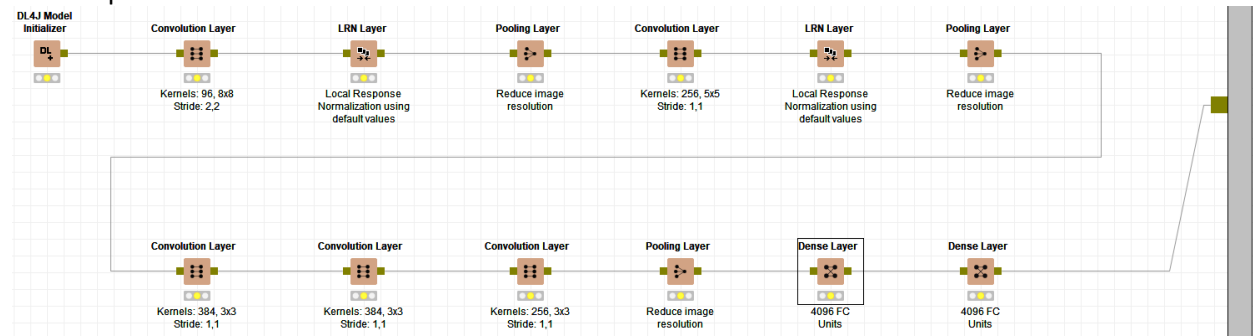 DL4J Model
Initializer
Convolution Layer
LRN Layer
Pooling Layer
Convolution Layer
LRN Layer
Pooling Layer
DL
Kernels: 96, 8x8
Stride: 2,2
Local Response
Normalization using
default values
Reduce image
resolution
Kernels: 256, 5x5
Stride: 1,1
Local Response
Normalization using
default values
Reduce image
resolution
Convolution Layer
Convolution Layer
Convolution Layer
Pooling Layer
Dense Layer
Dense Layer
Kernels: 384, 3x3
Stride: 1,1
Kernels: 384, 3x3
Stride: 1,1
Kernels: 256, 3x3
Stride: 1,1
Reduce image
resolution
4096 FC
Units
4096 FC
Units